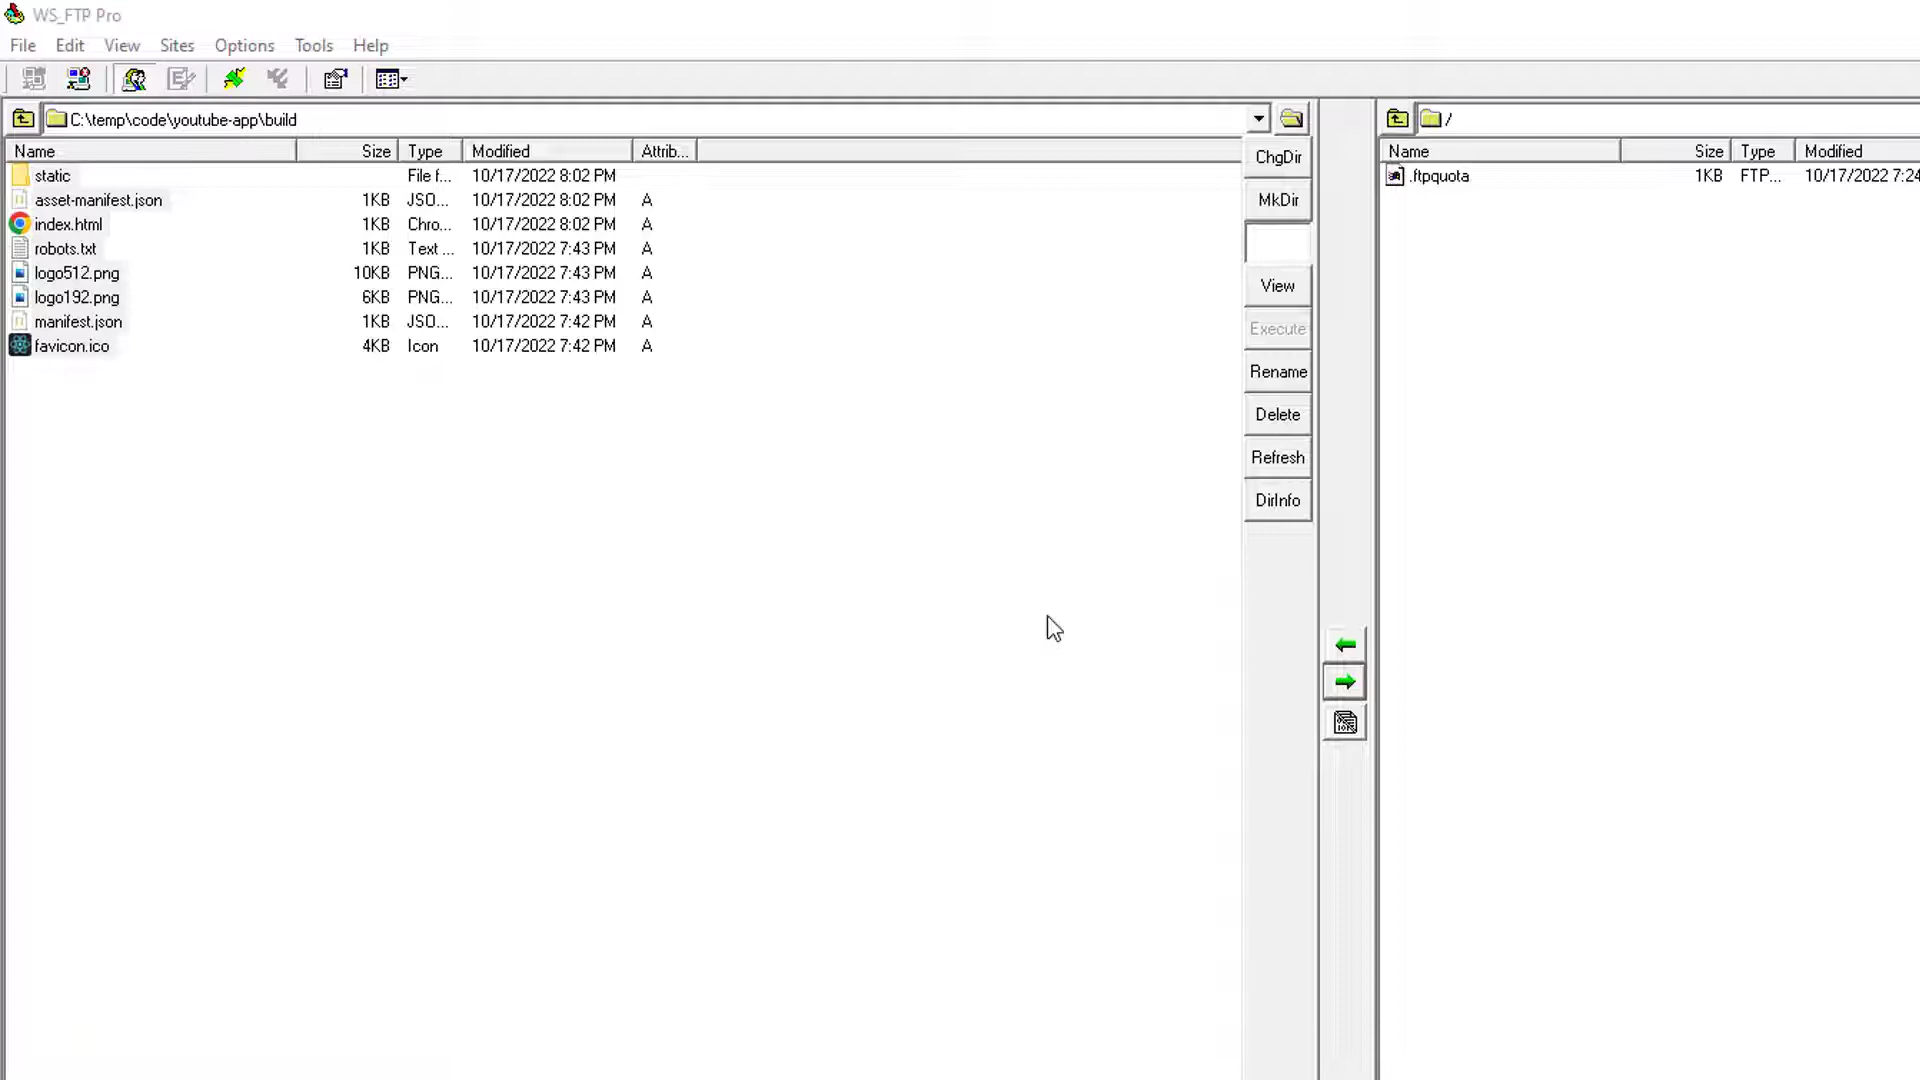 WS_FTP Pro
File Edit View Sites Options Tools Help
C:\temp\code\youtube-app\build
/
Name Size Type Modified Attrib...
Name Size Type Modified
static File f... 10/17/2022 8:02 PM
asset-manifest.json 1KB JSO... 10/17/2022 8:02 PM A
index.html 1KB Chro... 10/17/2022 8:02 PM A
robots.txt 1KB Text ... 10/17/2022 7:43 PM A
logo512.png 10KB PNG... 10/17/2022 7:43 PM A
logo192.png 6KB PNG... 10/17/2022 7:43 PM A
manifest.json 1KB JSO... 10/17/2022 7:42 PM A
favicon.ico 4KB Icon 10/17/2022 7:42 PM A
ChgDir
MkDir
View
Execute
Rename
Delete
Refresh
DirInfo
.ftpquota 1KB FTP... 10/17/2022 7:24